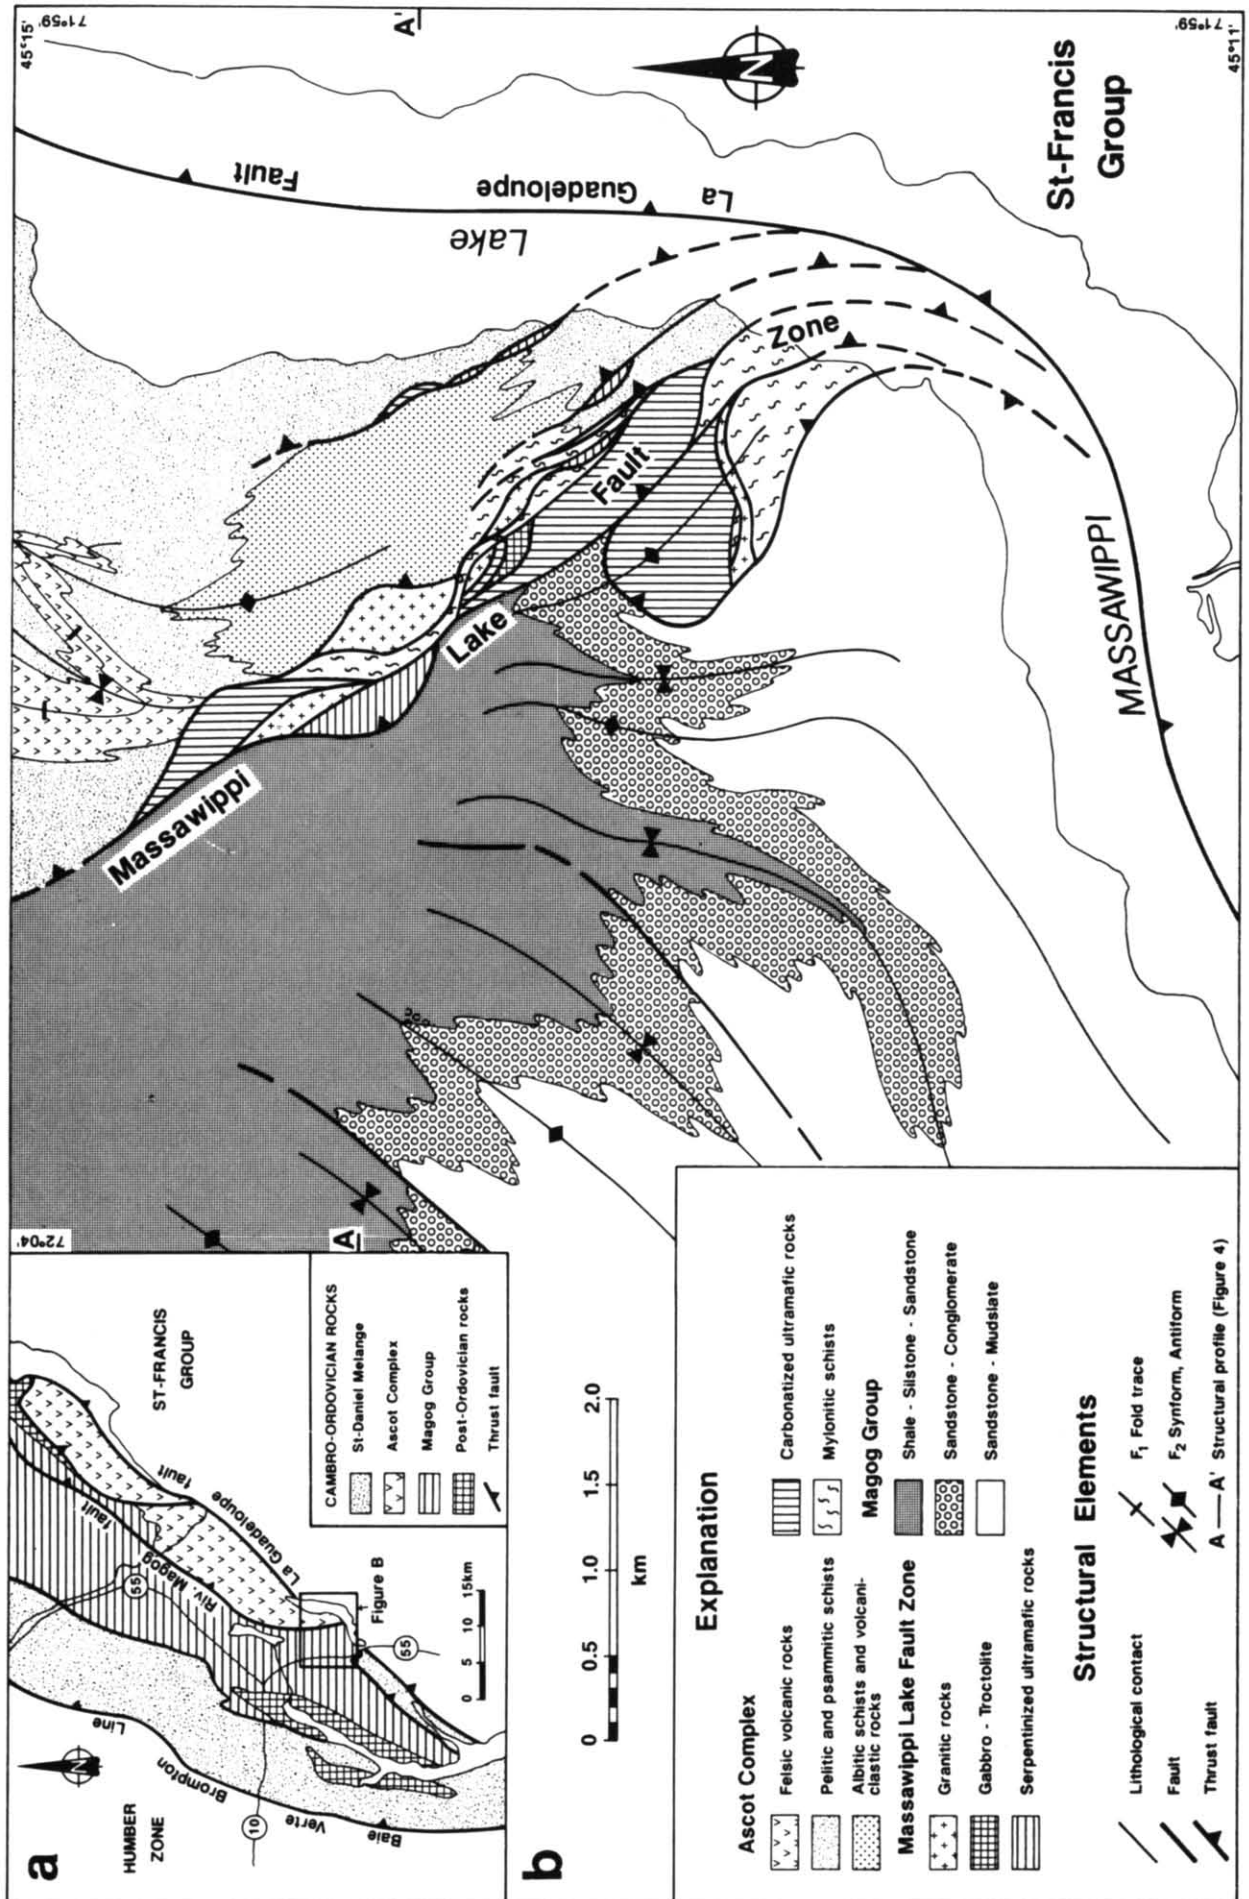 a
HUMBER
ZONE
N
Baie
Verte
Brompton
Line
10
55
55
Riv Magog fault
La Guadeloupe fault
ST-FRANCIS
GROUP
Figure B
0 5 10 15km
CAMBRO-ORDOVICIAN ROCKS
St-Daniel Melange
Ascot Complex
Magog Group
Post-Ordovician rocks
Thrust fault
b
0 0.5 1.0 1.5 2.0
km
45°15'
71°59'
A'
71°59'
45°11'
72°04'
A
N
St-Francis
Group
La Guadeloupe Fault
Lake
MASSAWIPPI
Massawippi
Lake
Fault
Zone
Explanation
Ascot Complex
Felsic volcanic rocks
Pelitic and psammitic schists
Albitic schists and volcani-
clastic rocks
Massawippi Lake Fault Zone
Granitic rocks
Gabbro - Troctolite
Serpentinized ultramafic rocks
Carbonatized ultramafic rocks
Mylonitic schists
Magog Group
Shale - Silstone - Sandstone
Sandstone - Conglomerate
Sandstone - Mudslate
Structural Elements
Lithological contact
Fault
Thrust fault
F1 Fold trace
F2 Synform, Antiform
A — A' Structural profile (Figure 4)